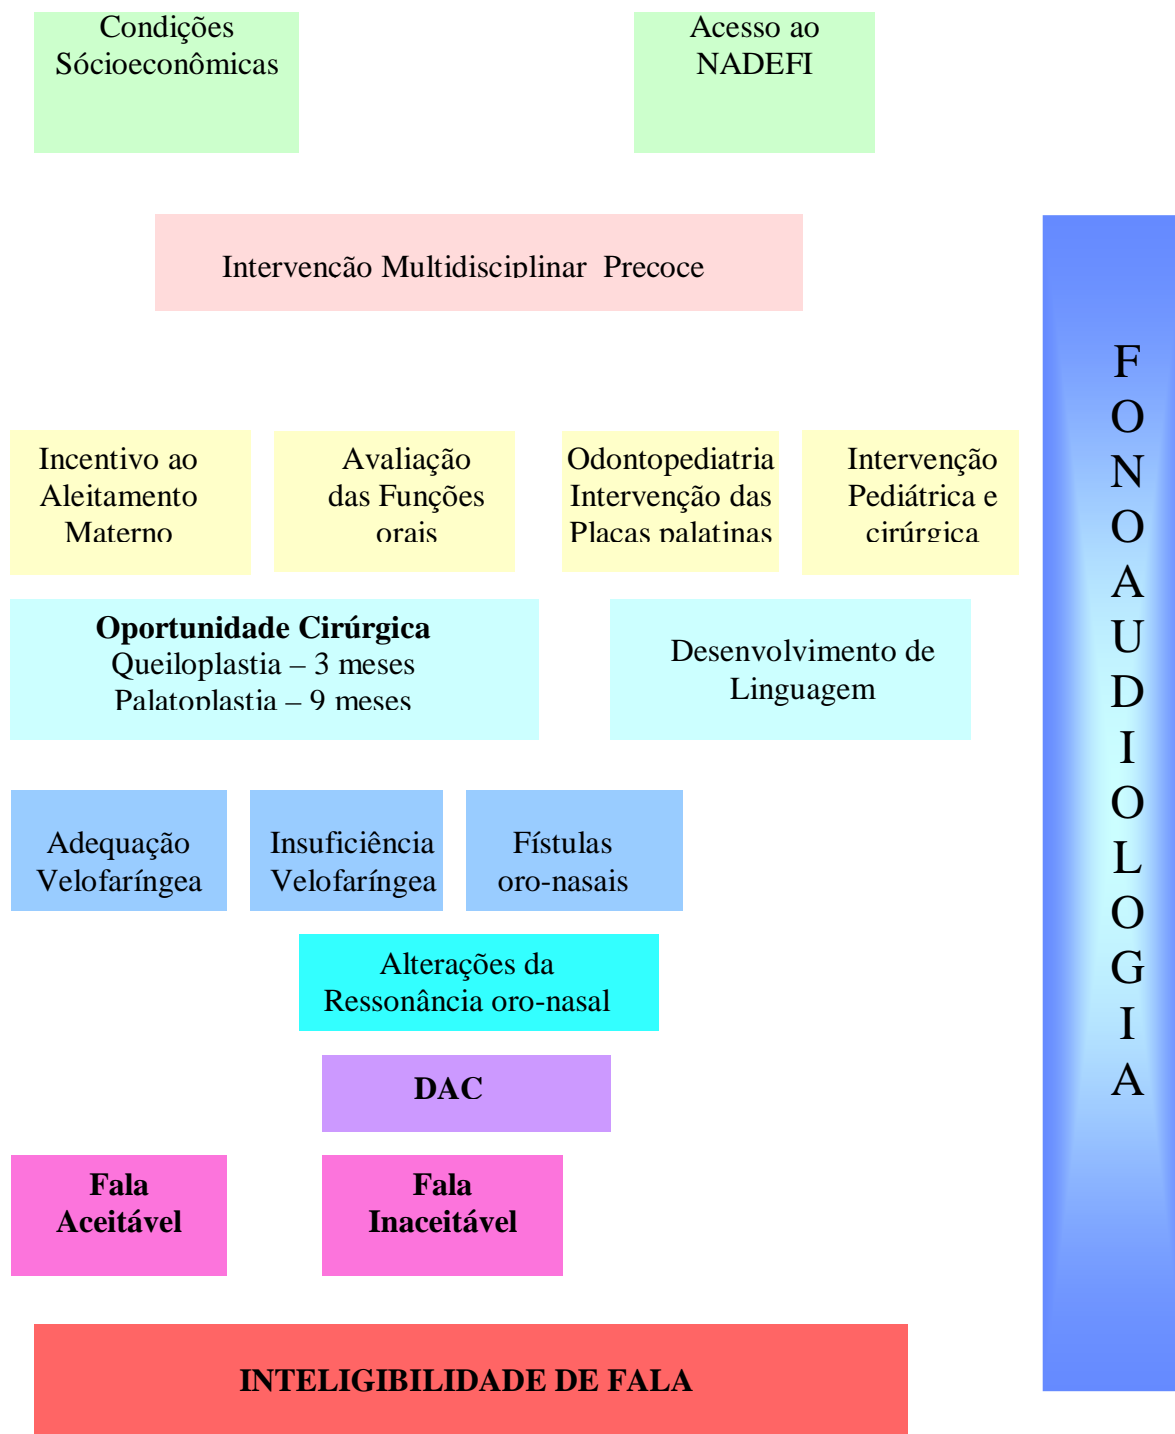 Condições
Sócioeconômicas
Acesso ao
NADEFI
Intervenção Multidisciplinar Precoce
Incentivo ao
Aleitamento
Materno
Avaliação
das Funções
orais
Odontopediatria
Intervenção das
Placas palatinas
Intervenção
Pediátrica e
cirúrgica
Oportunidade Cirúrgica
Queiloplastia – 3 meses
Palatoplastia – 9 meses
Desenvolvimento de
Linguagem
Adequação
Velofaríngea
Insuficiência
Velofaríngea
Fístulas
oro-nasais
Alterações da
Ressonância oro-nasal
DAC
Fala
Aceitável
Fala
Inaceitável
INTELIGIBILIDADE DE FALA
F
O
N
O
A
U
D
I
O
L
O
G
I
A